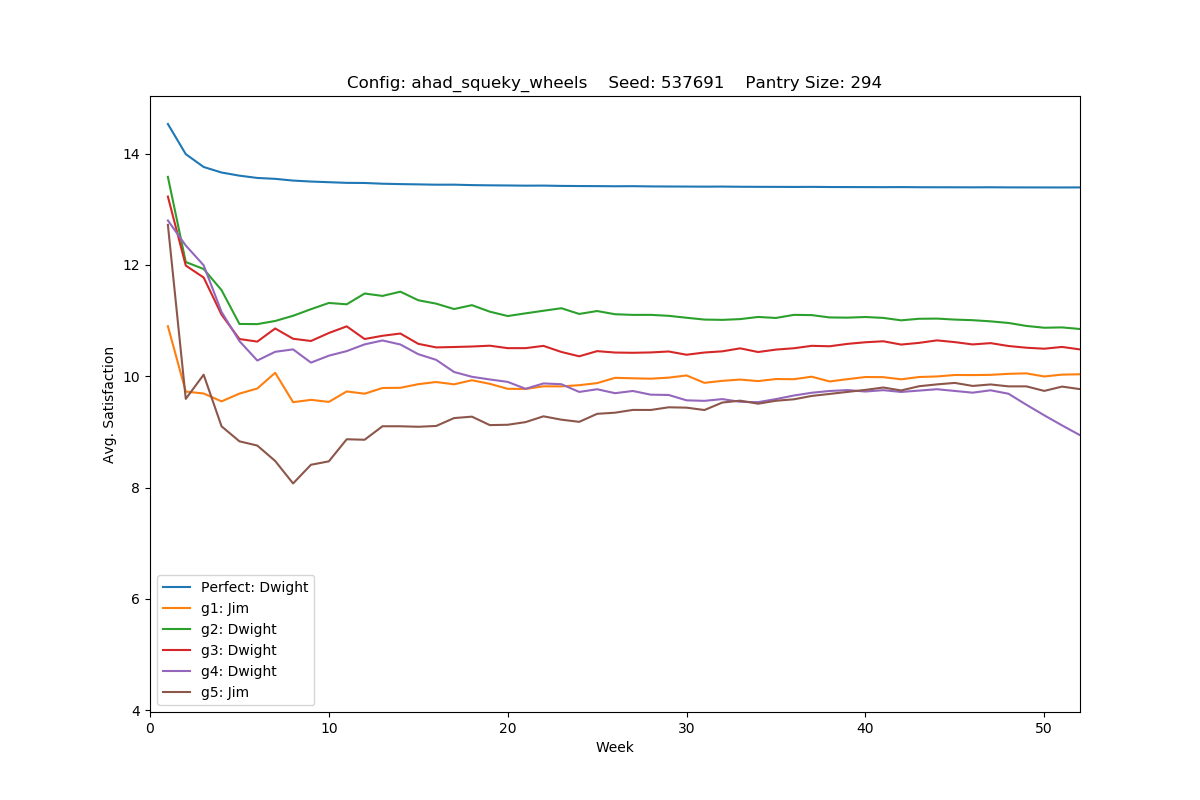 Config: ahad_squeky_wheels    Seed: 537691    Pantry Size: 294
Avg. Satisfaction
14
12
10
8
6
4
Perfect: Dwight
g1: Jim
g2: Dwight
g3: Dwight
g4: Dwight
g5: Jim
0 10 20 30 40 50
Week